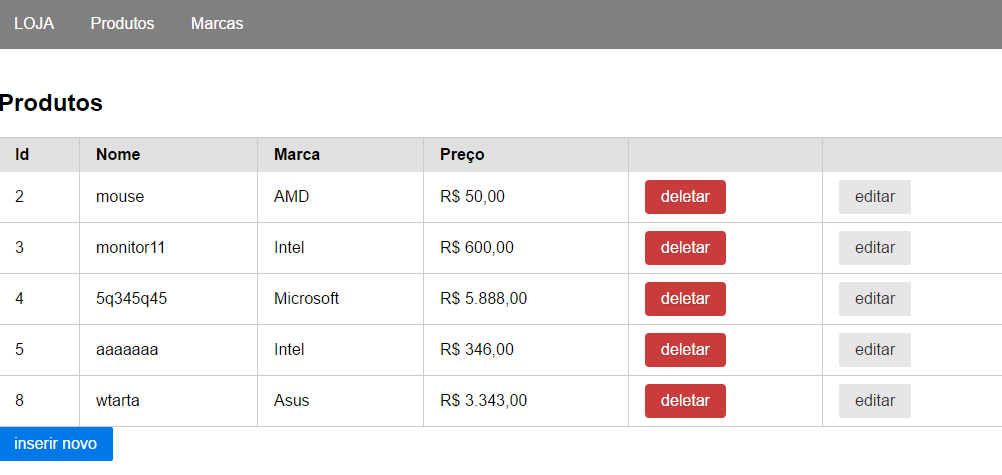 LOJA Produtos Marcas
Produtos
Id Nome Marca Preço
2 mouse AMD R$ 50,00 deletar editar
3 monitor11 Intel R$ 600,00 deletar editar
4 5q345q45 Microsoft R$ 5.888,00 deletar editar
5 aaaaaaa Intel R$ 346,00 deletar editar
8 wtarta Asus R$ 3.343,00 deletar editar
inserir novo